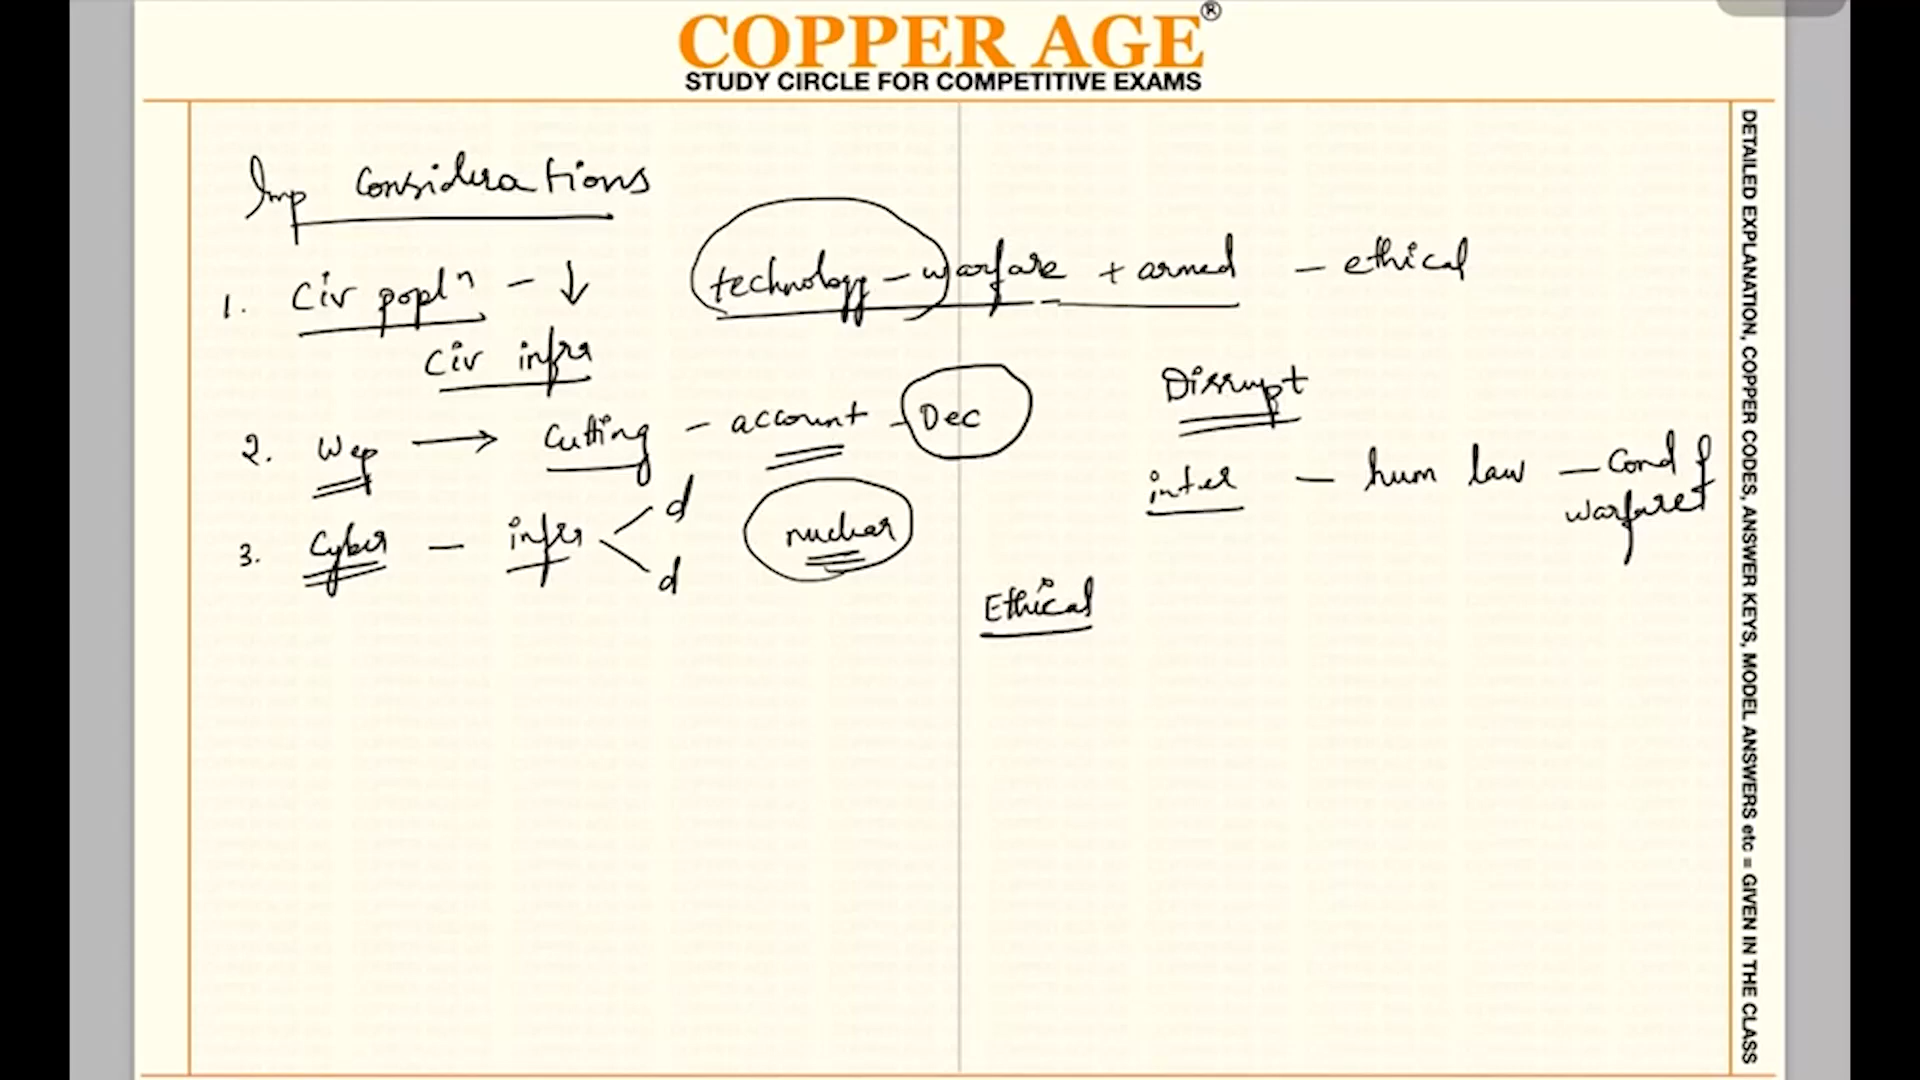 COPPER AGE®
STUDY CIRCLE FOR COMPETITIVE EXAMS
Imp Considerations
1. Civ poplⁿ - ↓
Civ infra
technology - warfare + armed - ethical
2. Wep → Cutting - account - Dec
Disrupt
3. Cyber - infra < d
d
nuclear
inter - hum law - Cond of
warfare
Ethical
DETAILED EXPLANATION, COPPER CODES, ANSWER KEYS, MODEL ANSWERS etc = GIVEN IN THE CLASS